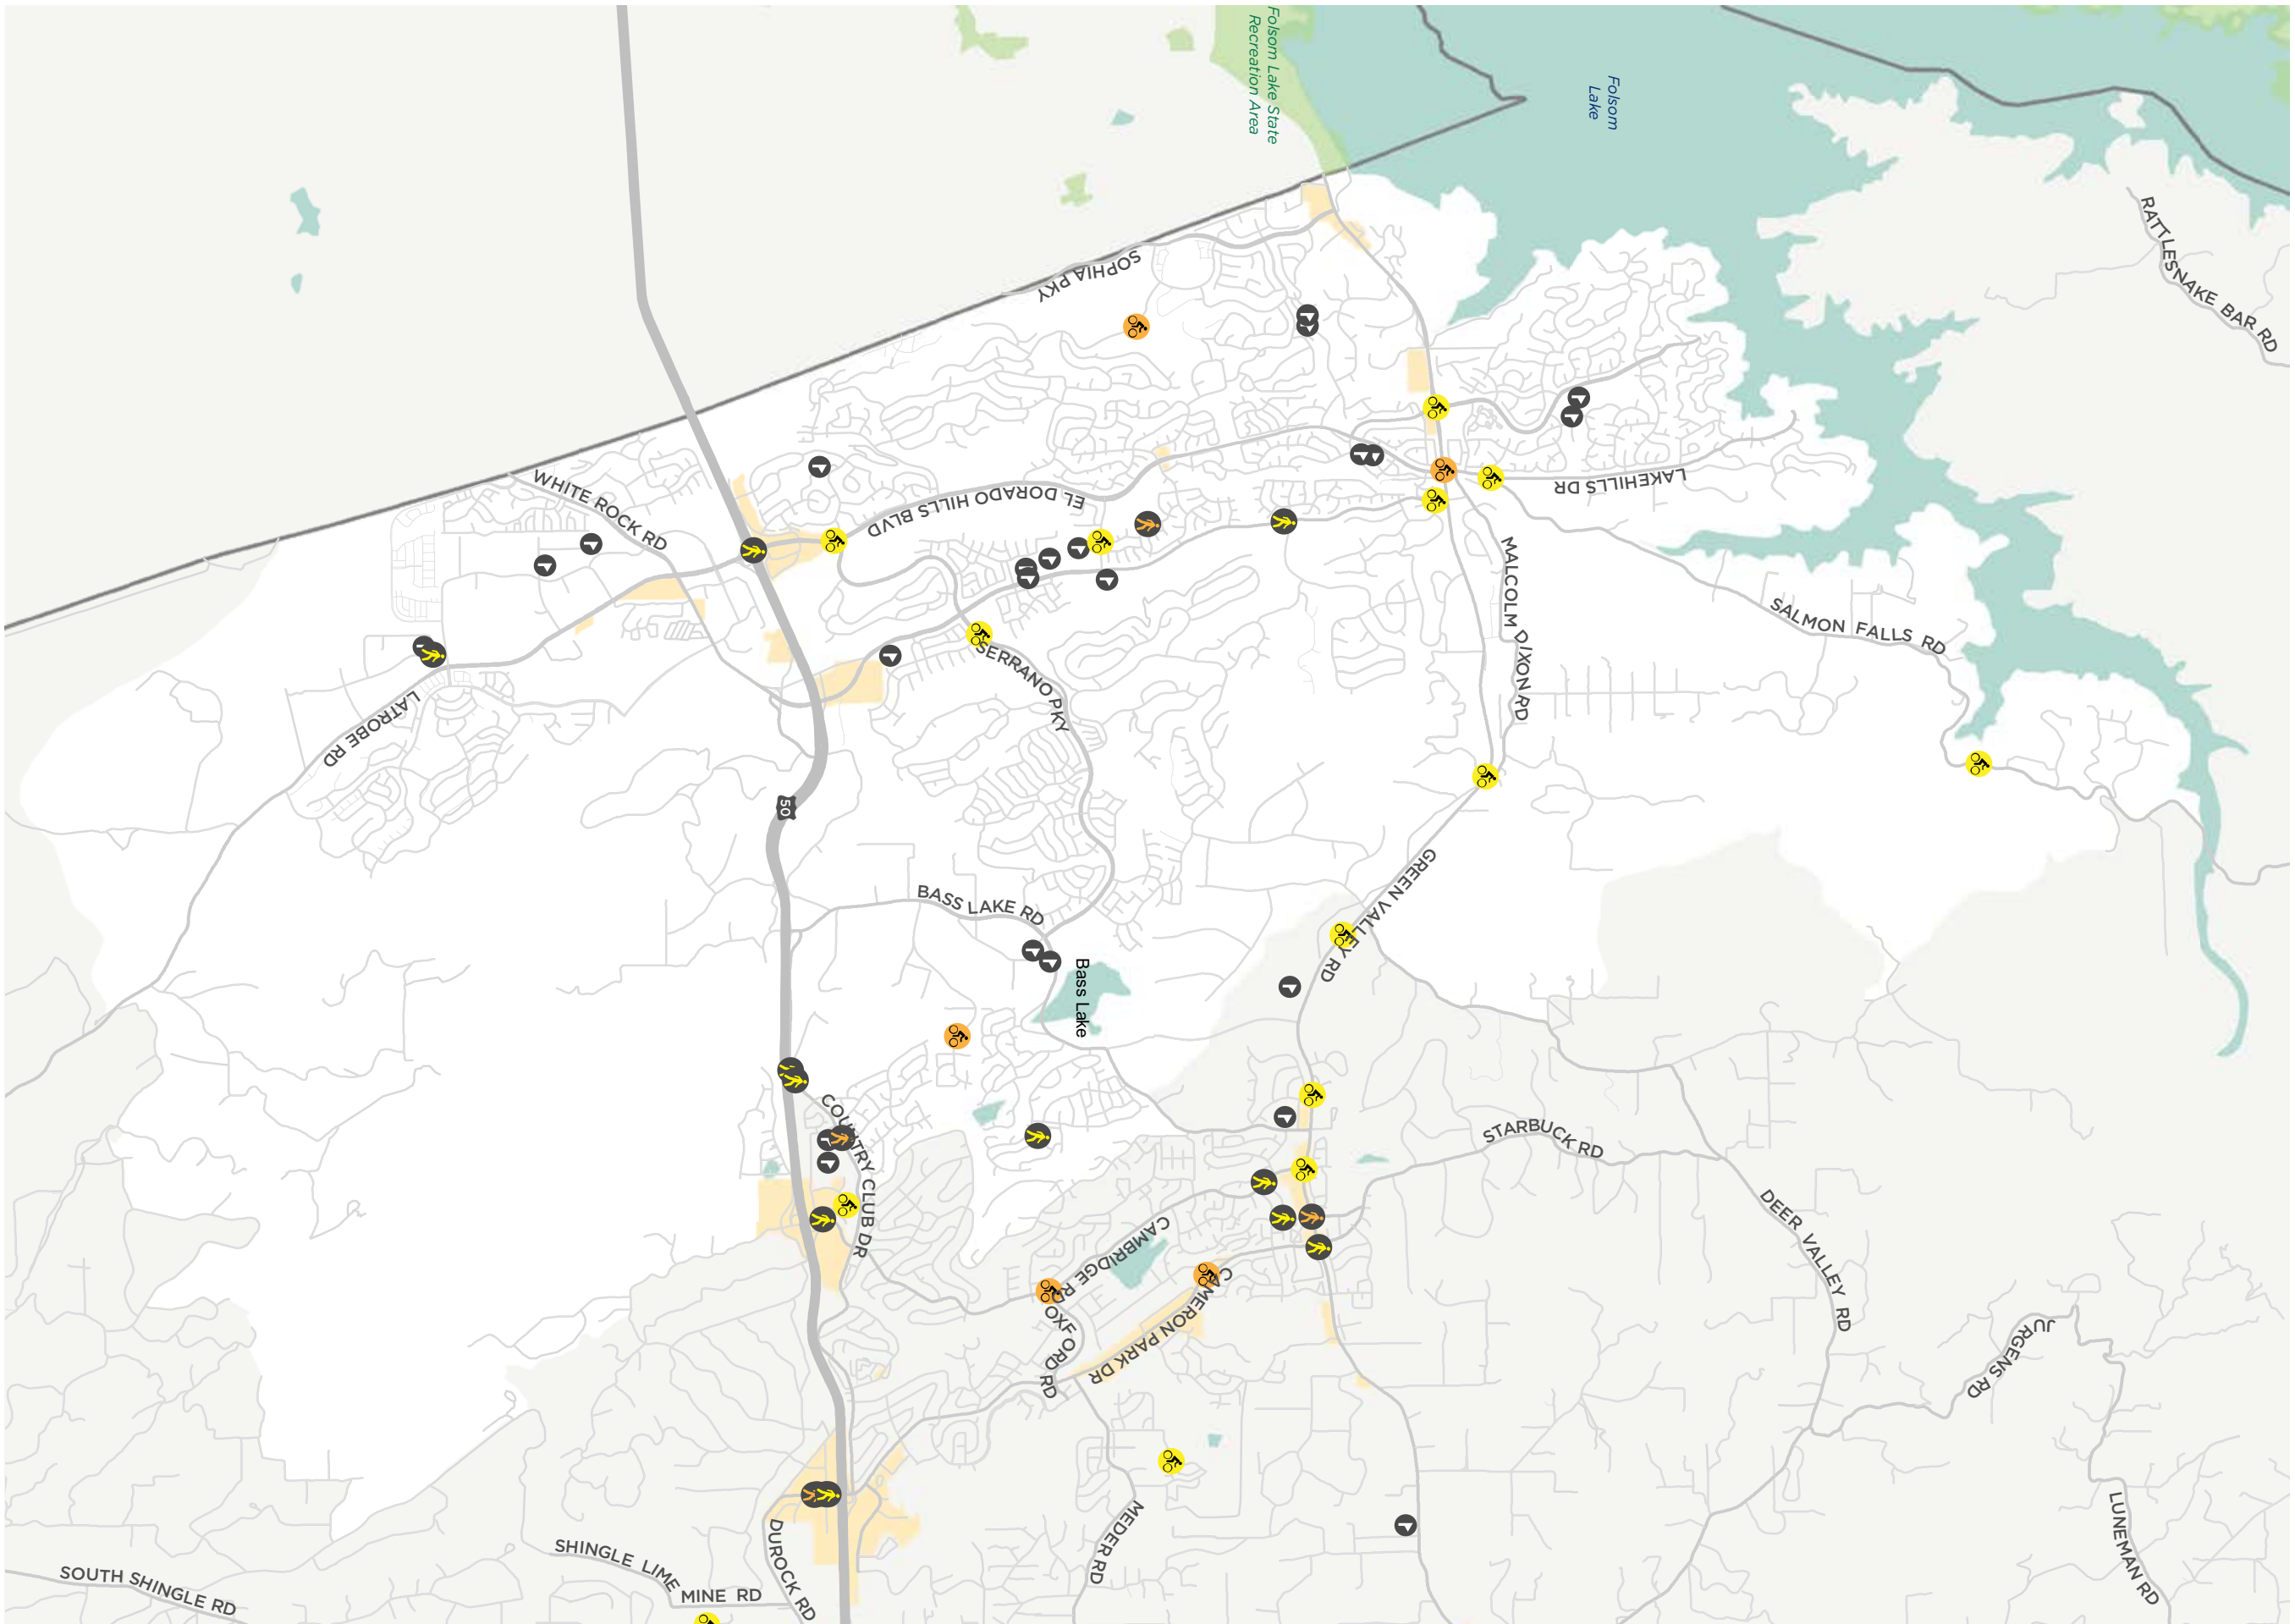 Folsom Lake State
Recreation Area
Folsom
Lake
RATTLESNAKE BAR RD
SOPHIA PKY
WHITE ROCK RD
EL DORADO HILLS BLVD
LAKEHILLS DR
MALCOLM DIXON RD
SALMON FALLS RD
SERRANO PKY
LATROBE RD
50
GREEN VALLEY RD
BASS LAKE RD
Bass Lake
COUNTRY CLUB DR
STARBUCK RD
CAMBRIDGE RD
DEER VALLEY RD
CAMERON PARK DR
OXFORD RD
JURGENS RD
MEDER RD
LUNEMAN RD
DUROCK RD
SHINGLE LIME
MINE RD
SOUTH SHINGLE RD